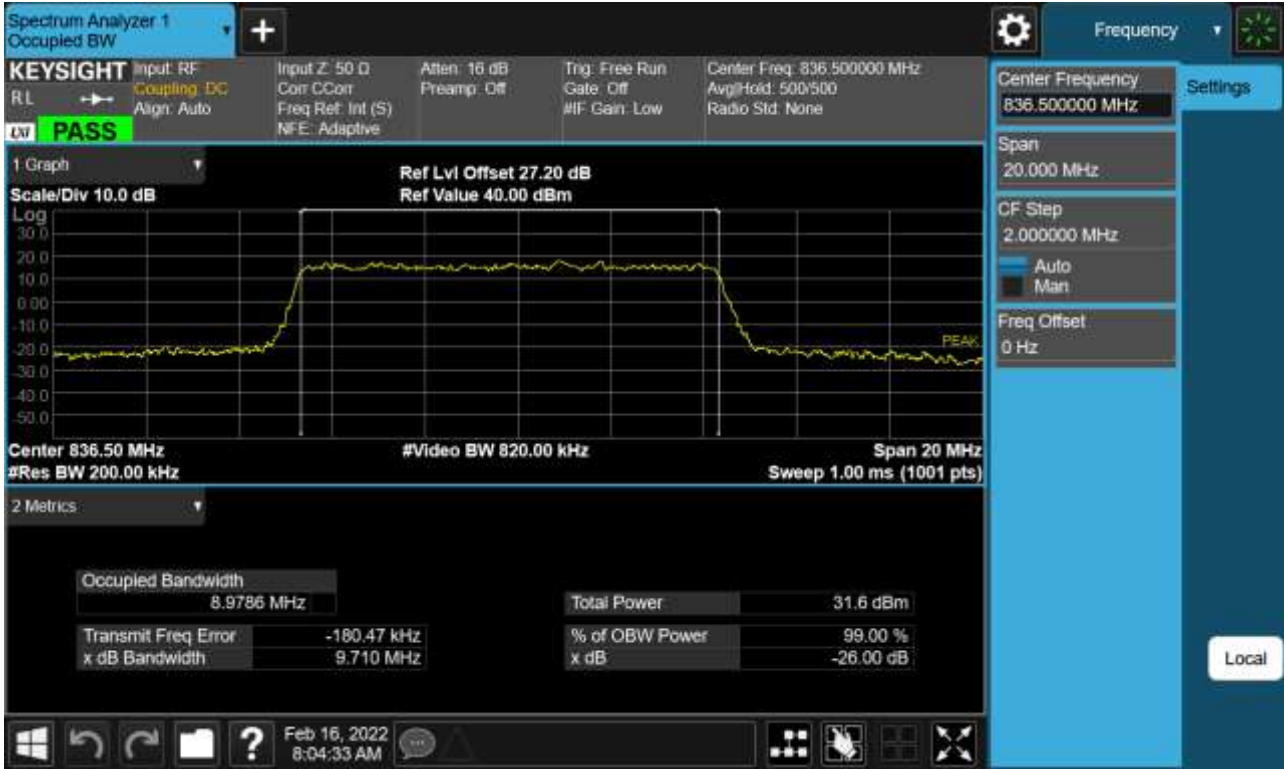 Spectrum Analyzer 1
Occupied BW
+
Frequency
KEYSIGHT
RL
LXI
PASS
Input: RF
Coupling: DC
Align: Auto
Input Z: 50 Ω
Corr CCorr
Freq Ref: Int (S)
NFE: Adaptive
Atten: 16 dB
Preamp: Off
Trig: Free Run
Gate: Off
#IF Gain: Low
Center Freq: 836.500000 MHz
Avg|Hold: 500/500
Radio Std: None
Center Frequency
836.500000 MHz
Settings
Span
20.000 MHz
CF Step
2.000000 MHz
Auto
Man
Freq Offset
0 Hz
Local
1 Graph
Scale/Div 10.0 dB
Ref Lvl Offset 27.20 dB
Ref Value 40.00 dBm
Log
30.0
20.0
10.0
0.00
-10.0
-20.0
-30.0
-40.0
-50.0
PEAK
Center 836.50 MHz
#Res BW 200.00 kHz
#Video BW 820.00 kHz
Span 20 MHz
Sweep 1.00 ms (1001 pts)
2 Metrics
Occupied Bandwidth
8.9786 MHz
Total Power 31.6 dBm
Transmit Freq Error -180.47 kHz
% of OBW Power 99.00 %
x dB Bandwidth 9.710 MHz
x dB -26.00 dB
?
Feb 16, 2022
8:04:33 AM